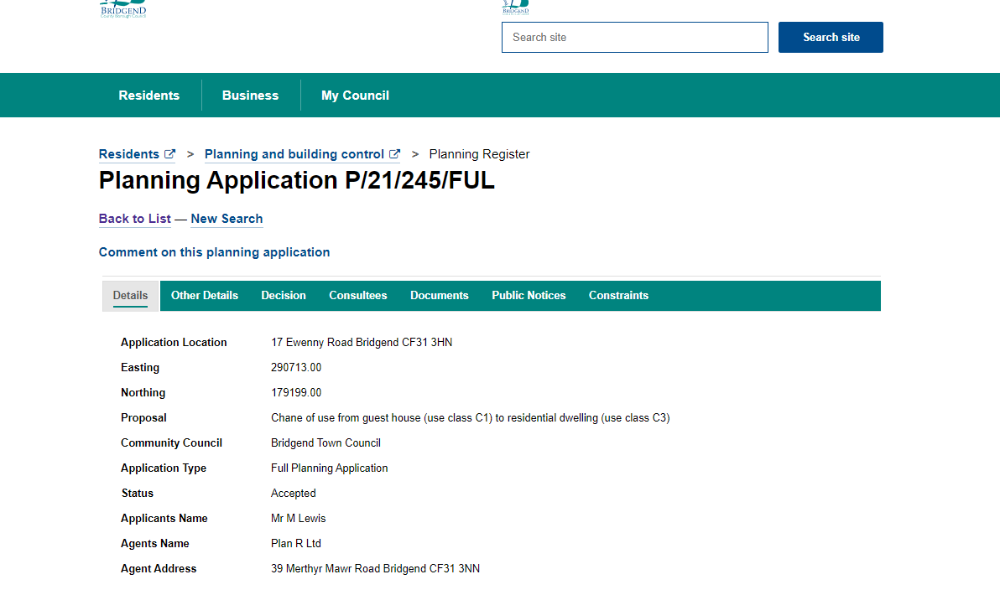 BRIDGEND
County Borough Council
BRIDGEND
Search site
Search site
Residents
Business
My Council
Residents > Planning and building control > Planning Register
Planning Application P/21/245/FUL
Back to List — New Search
Comment on this planning application
Details Other Details Decision Consultees Documents Public Notices Constraints
Application Location 17 Ewenny Road Bridgend CF31 3HN
Easting 290713.00
Northing 179199.00
Proposal Chane of use from guest house (use class C1) to residential dwelling (use class C3)
Community Council Bridgend Town Council
Application Type Full Planning Application
Status Accepted
Applicants Name Mr M Lewis
Agents Name Plan R Ltd
Agent Address 39 Merthyr Mawr Road Bridgend CF31 3NN